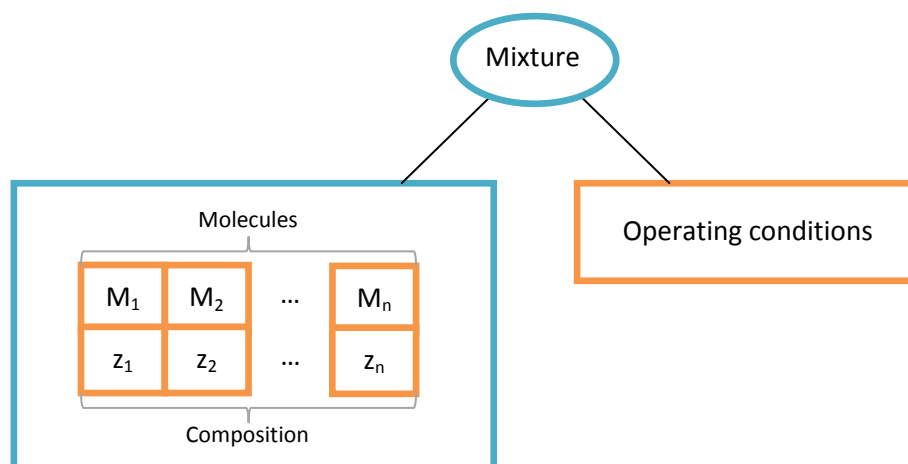 Mixture
Molecules
M₁ M₂ ... Mₙ
z₁ z₂ ... zₙ
Composition
Operating conditions